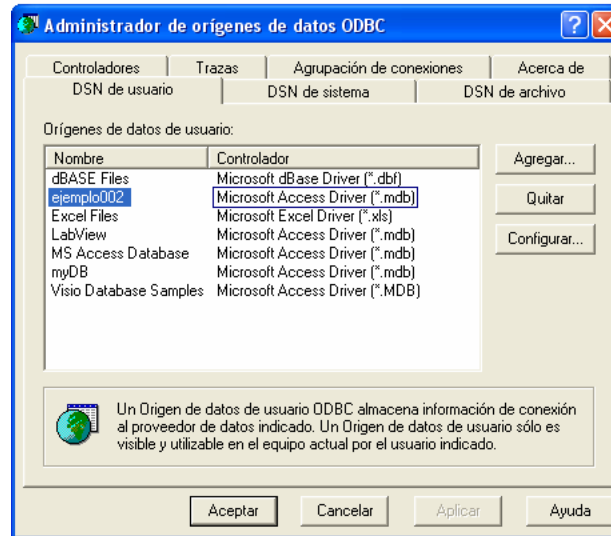 Administrador de orígenes de datos ODBC
Controladores Trazas Agrupación de conexiones Acerca de
DSN de usuario DSN de sistema DSN de archivo
Orígenes de datos de usuario:
Nombre Controlador
dBASE Files Microsoft dBase Driver (*.dbf)
ejemplo002 Microsoft Access Driver (*.mdb)
Excel Files Microsoft Excel Driver (*.xls)
LabView Microsoft Access Driver (*.mdb)
MS Access Database Microsoft Access Driver (*.mdb)
myDB Microsoft Access Driver (*.mdb)
Visio Database Samples Microsoft Access Driver (*.MDB)
Agregar...
Quitar
Configurar...
Un Origen de datos de usuario ODBC almacena información de conexión
al proveedor de datos indicado. Un Origen de datos de usuario sólo es
visible y utilizable en el equipo actual por el usuario indicado.
Aceptar Cancelar Aplicar Ayuda